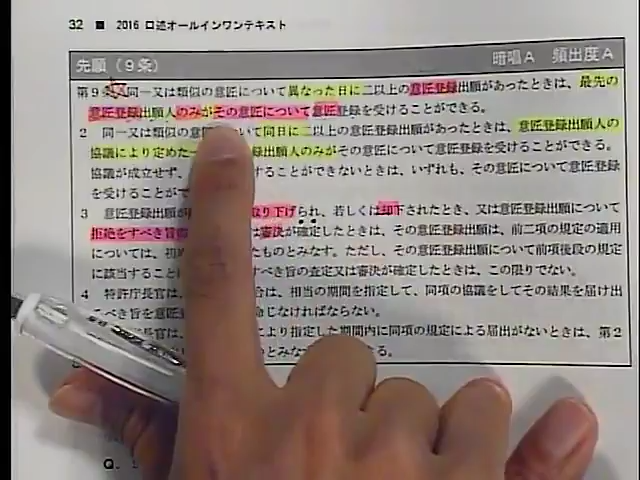 32 ■ 2016 口述オールインワンテキスト
先願（9条） 暗唱A 頻出度A
第9条 同一又は類似の意匠について異なった日に二以上の意匠登録出願があったときは、最先の
意匠登録出願人のみがその意匠について意匠登録を受けることができる。
2 同一又は類似の意匠 いて同日に二以上の意匠登録出願があったときは、意匠登録出願人の
協議により定めた一 録出願人のみがその意匠について意匠登録を受けることができる。
協議が成立せず、 することができないときは、いずれも、その意匠について意匠登録
を受けることがで
3 意匠登録出願が 取り下げられ、若しくは却下されたとき、又は意匠登録出願について
拒絶をすべき旨 は審決が確定したときは、その意匠登録出願は、前二項の規定の適用
については、初め たものとみなす。ただし、その意匠登録出願について前項後段の規定
に該当すること すべき旨の査定又は審決が確定したときは、この限りでない。
4 特許庁長官は、 合は、相当の期間を指定して、同項の協議をしてその結果を届け出
べき旨を意匠 命じなければならない。
庁長官は、 により指定した期間内に同項の規定による届出がないときは、第2
とみな る。
Q.